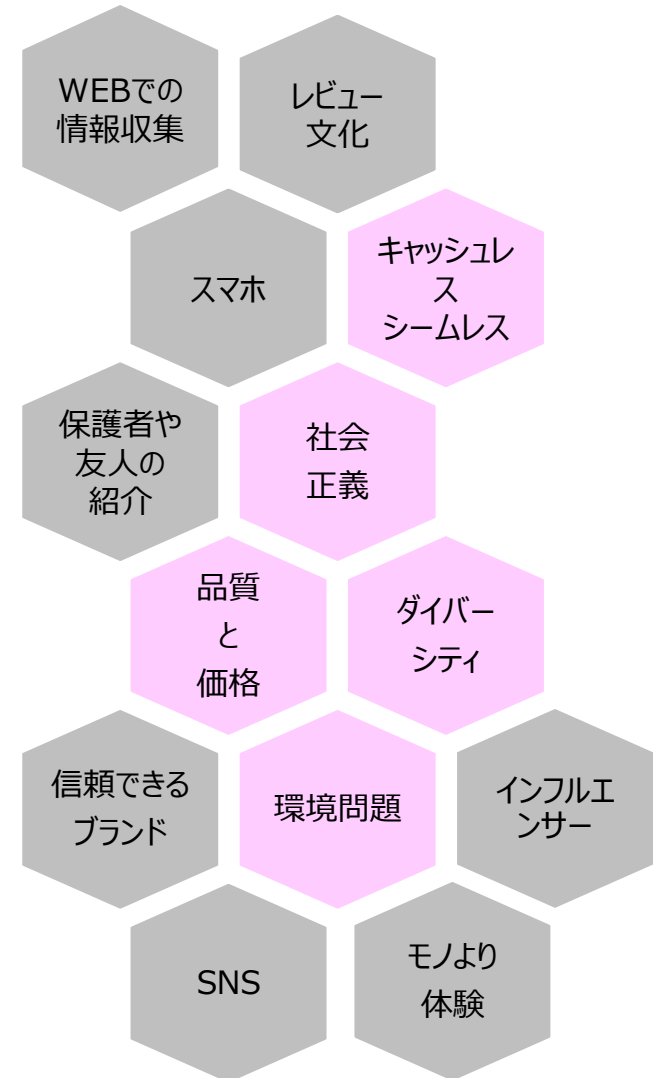 WEBでの
情報収集
レビュー
文化
スマホ
キャッシュレ
ス
シームレス
保護者や
友人の
紹介
社会
正義
品質
と
価格
ダイバー
シティ
信頼できる
ブランド
環境問題
インフルエ
ンサー
SNS
モノより
体験